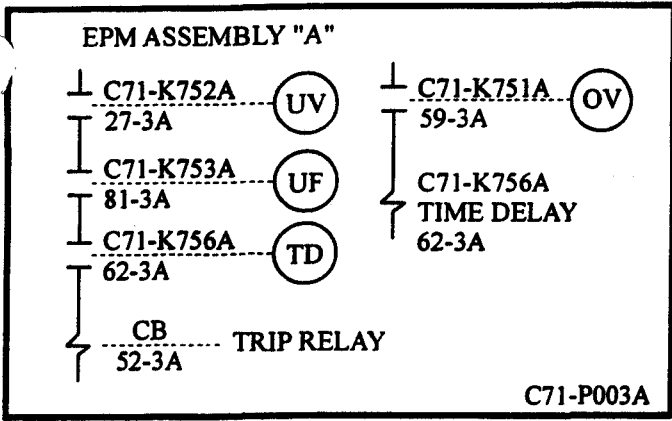 EPM ASSEMBLY "A"
C71-K752A
UV
27-3A
C71-K753A
UF
81-3A
C71-K756A
TD
62-3A
CB
TRIP RELAY
52-3A
C71-K751A
OV
59-3A
C71-K756A
TIME DELAY
62-3A
C71-P003A